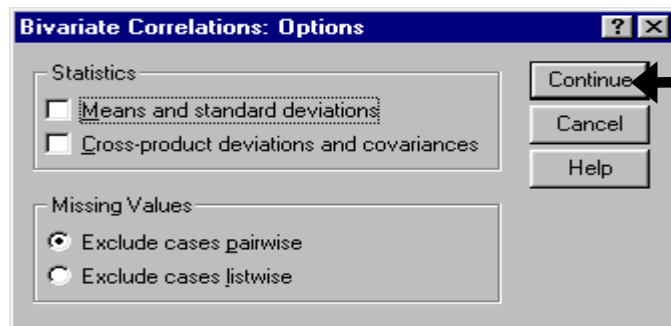 Bivariate Correlations: Options
Statistics
Means and standard deviations
Cross-product deviations and covariances
Missing Values
Exclude cases pairwise
Exclude cases listwise
Continue
Cancel
Help